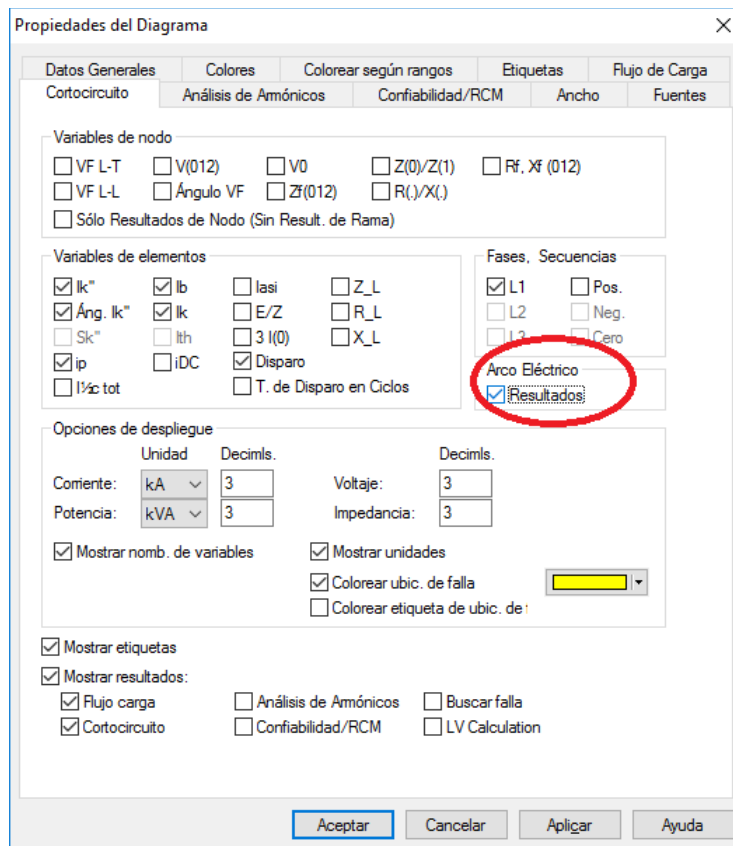 Propiedades del Diagrama
Datos Generales Colores Colorear según rangos Etiquetas Flujo de Carga
Cortocircuito Análisis de Armónicos Confiabilidad/RCM Ancho Fuentes
Variables de nodo
VF L-T V(012) V0 Z(0)/Z(1) Rf, Xf (012)
VF L-L Ángulo VF Zf(012) R(.)/X(.)
Sólo Resultados de Nodo (Sin Result. de Rama)
Variables de elementos Fases, Secuencias
Ik" Ib Iasi Z_L L1 Pos.
Áng. Ik" Ik E/Z R_L L2 Neg.
Sk" Ith 3 I(0) X_L L3 Cero
ip iDC Disparo Arco Eléctrico
I½c tot T. de Disparo en Ciclos Resultados
Opciones de despliegue
Unidad Decimls. Decimls.
Corriente: kA 3 Voltaje: 3
Potencia: kVA 3 Impedancia: 3
Mostrar nomb. de variables Mostrar unidades
Colorear ubic. de falla
Colorear etiqueta de ubic. de
Mostrar etiquetas
Mostrar resultados:
Flujo carga Análisis de Armónicos Buscar falla
Cortocircuito Confiabilidad/RCM LV Calculation
Aceptar Cancelar Aplicar Ayuda